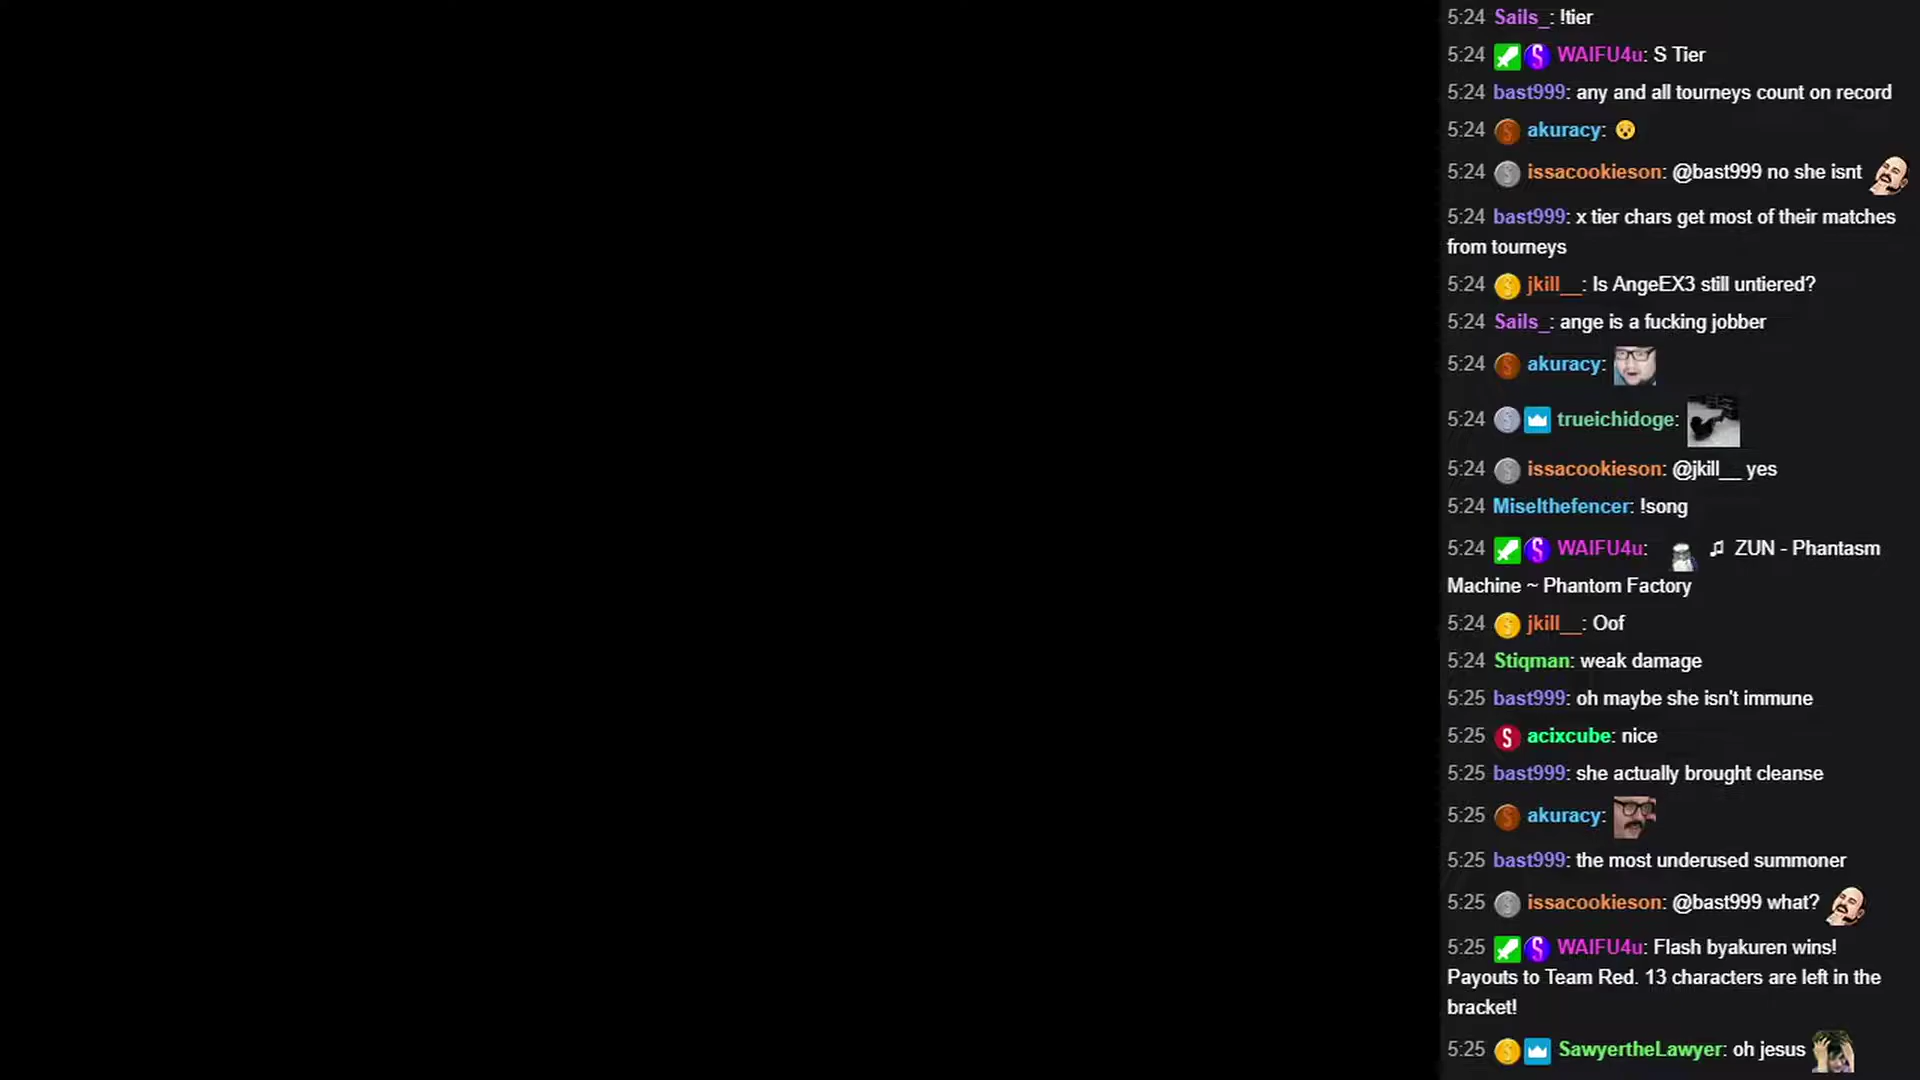 5:24 Sails_: !tier
5:24 WAIFU4u: S Tier
5:24 bast999: any and all tourneys count on record
5:24 akuracy:
5:24 issacookieson: @bast999 no she isnt
5:24 bast999: x tier chars get most of their matches
from tourneys
5:24 jkill__: Is AngeEX3 still untiered?
5:24 Sails_: ange is a fucking jobber
5:24 akuracy:
5:24 trueichidoge:
5:24 issacookieson: @jkill__ yes
5:24 Miselthefencer: !song
5:24 WAIFU4u: ♫ ZUN - Phantasm
Machine ~ Phantom Factory
5:24 jkill__: Oof
5:24 Stiqman: weak damage
5:25 bast999: oh maybe she isn't immune
5:25 acixcube: nice
5:25 bast999: she actually brought cleanse
5:25 akuracy:
5:25 bast999: the most underused summoner
5:25 issacookieson: @bast999 what?
5:25 WAIFU4u: Flash byakuren wins!
Payouts to Team Red. 13 characters are left in the
bracket!
5:25 SawyertheLawyer: oh jesus